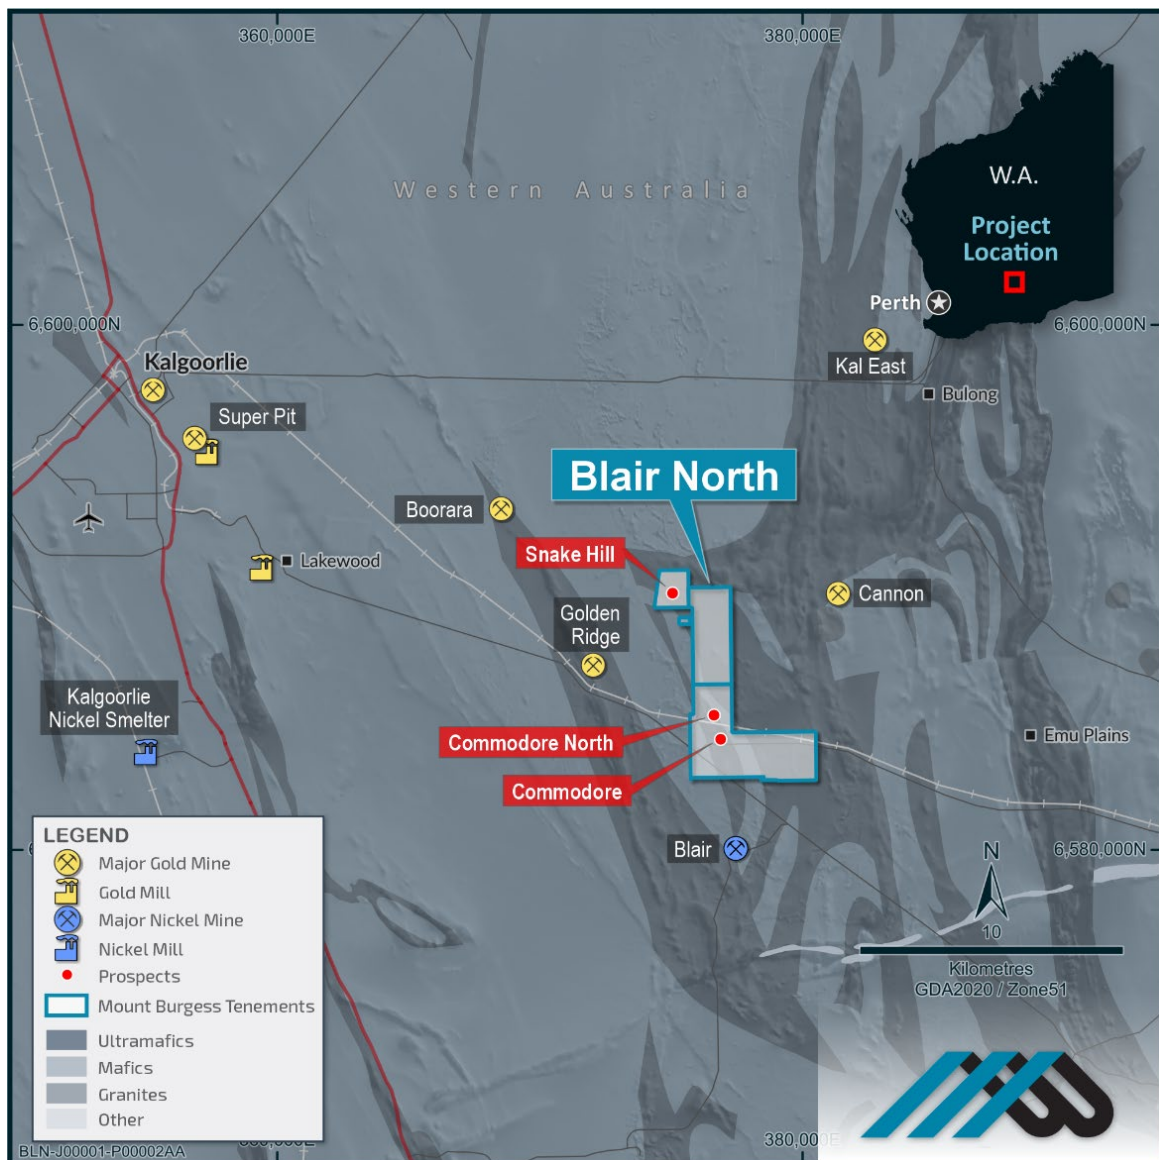 360,000E
380,000E
Western Australia
W.A.
Project
Location
Perth
6,600,000N
6,600,000N
Kalgoorlie
Kal East
Bulong
Super Pit
Blair North
Boorara
Snake Hill
Lakewood
Cannon
Golden
Ridge
Kalgoorlie
Nickel Smelter
Commodore North
Emu Plains
Commodore
Blair
6,580,000N
N
10
Kilometres
GDA2020 / Zone51
LEGEND
Major Gold Mine
Gold Mill
Major Nickel Mine
Nickel Mill
Prospects
Mount Burgess Tenements
Ultramafics
Mafics
Granites
Other
380,000E
BLN-J00001-P00002AA